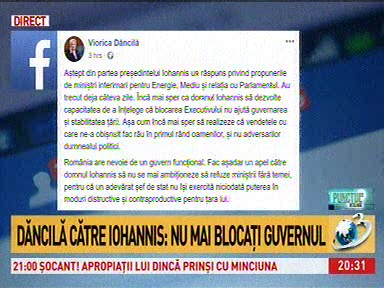 DIRECT
Viorica Dăncilă
3 hrs
Aștept din partea președintelui Iohannis un răspuns privind propunerile
de miniștri interimari pentru Energie, Mediu și relația cu Parlamentul. Au
trecut deja câteva zile. Încă mai sper ca domnul Iohannis să dezvolte
capacitatea de a înțelege că blocarea Executivului nu ajută guvernarea
și stabilitatea țării. Așa cum încă mai sper să realizeze că vendetele cu
care ne-a obișnuit fac rău în primul rând oamenilor, și nu adversarilor
dumnealui politici.
România are nevoie de un guvern funcțional. Fac așadar un apel către
domnul Iohannis să nu se mai ambiționeze să refuze miniștrii fără temei,
pentru că un adevărat șef de stat nu își exercită niciodată puterea în
moduri distructive și contraproductive pentru țara lui.
PUNCTUL
DĂNCILĂ CĂTRE IOHANNIS: NU MAI BLOCAȚI GUVERNUL
21:00 ȘOCANT! APROPIAȚII LUI DINCĂ PRINȘI CU MINCIUNA
20:31